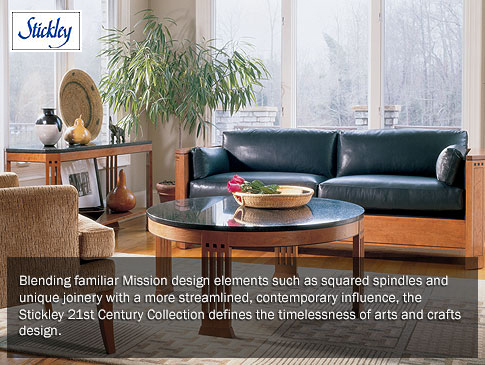 Stickley
Blending familiar Mission design elements such as squared spindles and
unique joinery with a more streamlined, contemporary influence, the
Stickley 21st Century Collection defines the timelessness of arts and crafts
design.